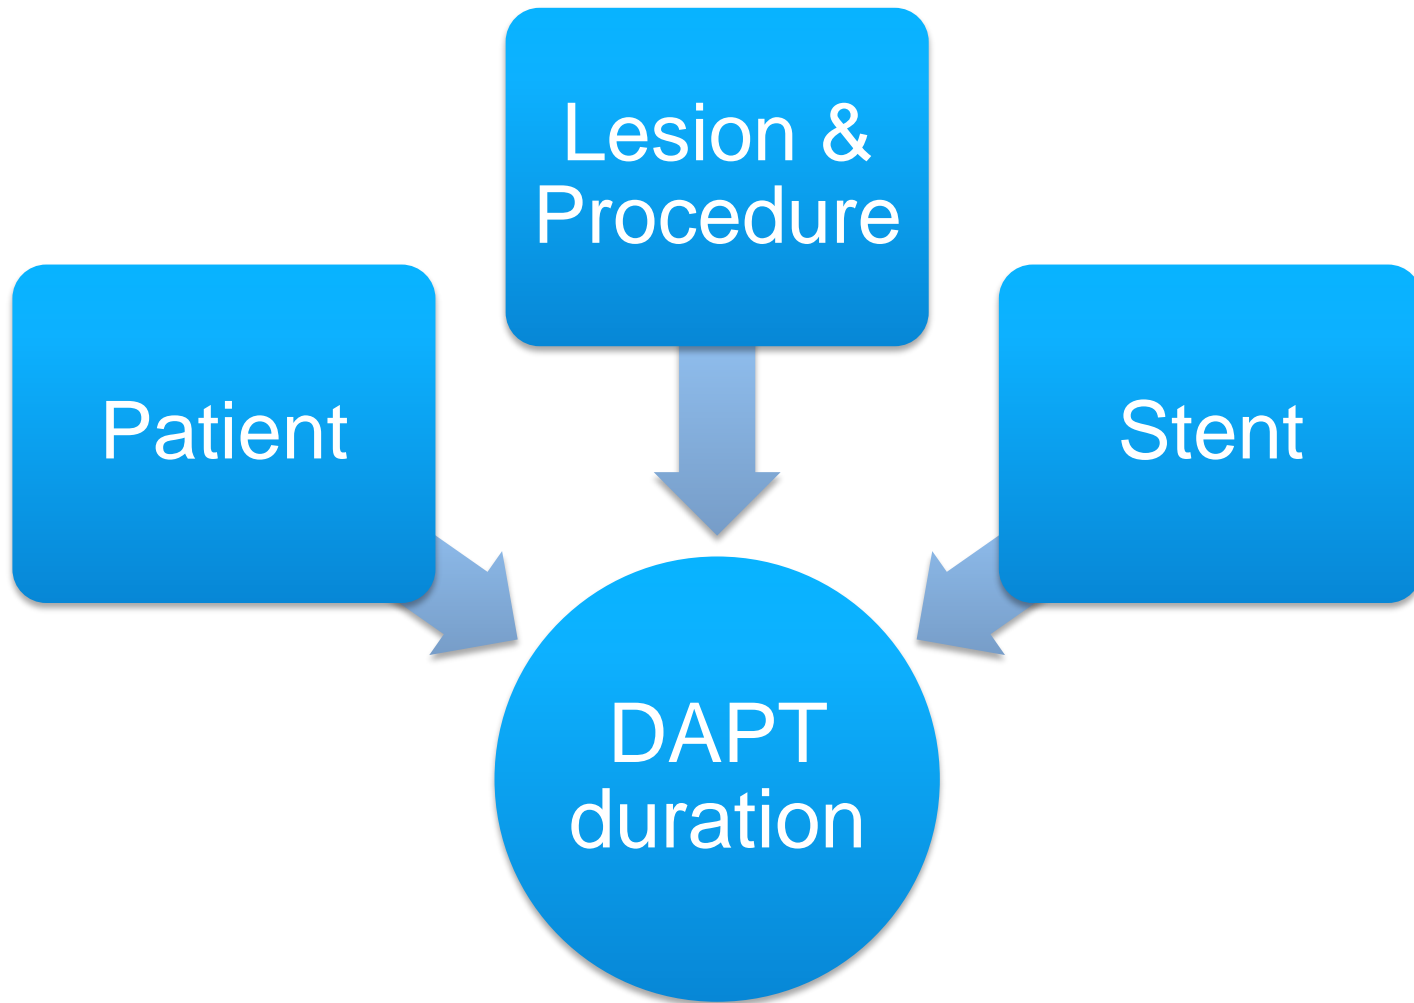 Lesion &
Procedure
Patient
Stent
DAPT
duration